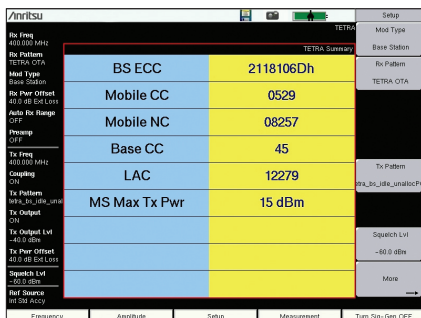 /Inritsu
TETRA
TETRA Summary
Rx Freq
400.000 MHz
Rx Pattern
TETRA OTA
Mod Type
Base Station
Rx Pwr Offset
40.0 dB Ext Loss
Auto Rx Range
OFF
Preamp
OFF
Tx Freq
400.000 MHz
Coupling
ON
Tx Pattern
tetra_bs_idle_unal
Tx Output
ON
Tx Output Lvl
-40.0 dBm
Tx Pwr Offset
40.0 dB Ext Loss
Squelch Lvl
-60.0 dBm
Ref Source
Int Std Accy
BS ECC 2118106Dh
Mobile CC 0529
Mobile NC 08257
Base CC 45
LAC 12279
MS Max Tx Pwr 15 dBm
Setup
Mod Type
Base Station
Rx Pattern
TETRA OTA
Tx Pattern
tra_bs_idle_unallocP
Squelch Lvl
-60.0 dBm
More
Frequency Amplitude Setup Measurement Turn Sig-Gen OFF